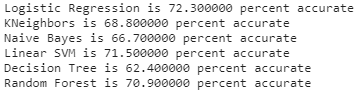 Logistic Regression is 72.300000 percent accurate
KNeighbors is 68.800000 percent accurate
Naive Bayes is 66.700000 percent accurate
Linear SVM is 71.500000 percent accurate
Decision Tree is 62.400000 percent accurate
Random Forest is 70.900000 percent accurate